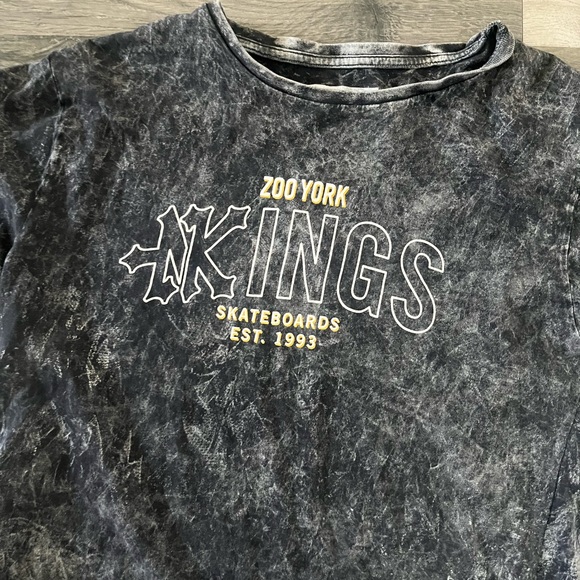 ZOO YORK
KINGS
SKATEBOARDS
EST. 1993